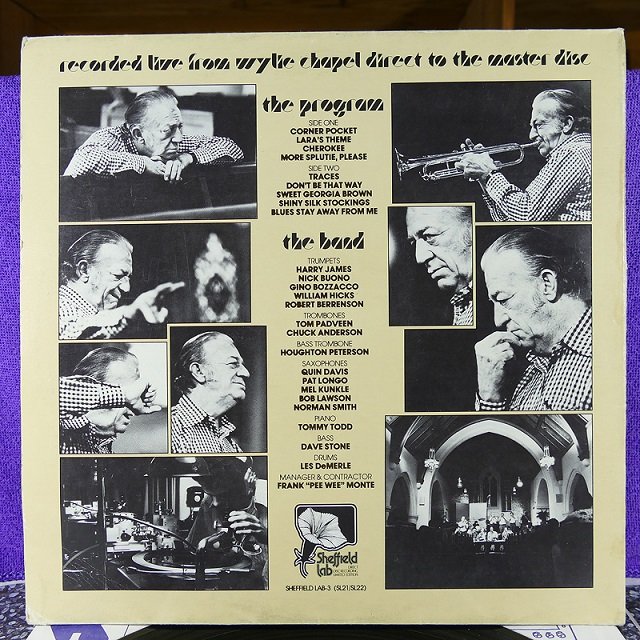 recorded live from wylie chapel direct to the master disc
the program
SIDE ONE
CORNER POCKET
LARA'S THEME
CHEROKEE
MORE SPLUTIE, PLEASE
SIDE TWO
TRACES
DON'T BE THAT WAY
SWEET GEORGIA BROWN
SHINY SILK STOCKINGS
BLUES STAY AWAY FROM ME
the band
TRUMPETS
HARRY JAMES
NICK BUONO
GINO BOZZACCO
WILLIAM HICKS
ROBERT BERRENSON
TROMBONES
TOM PADVEEN
CHUCK ANDERSON
BASS TROMBONE
HOUGHTON PETERSON
SAXOPHONES
QUIN DAVIS
PAT LONGO
MEL KUNKLE
BOB LAWSON
NORMAN SMITH
PIANO
TOMMY TODD
BASS
DAVE STONE
DRUMS
LES DeMERLE
MANAGER & CONTRACTOR
FRANK "PEE WEE" MONTE
Sheffield
lab
DIRECT
DISC RECORDING
LIMITED EDITION
SHEFFIELD LAB-3 (SL21/SL22)